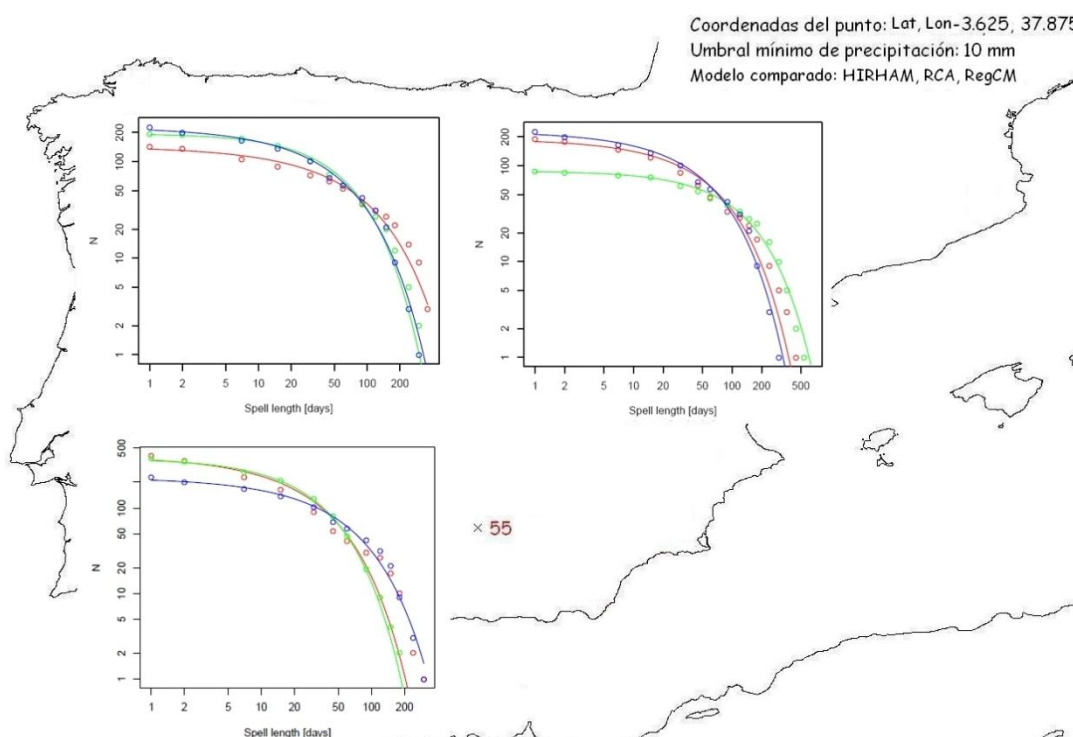 Coordenadas del punto: Lat, Lon-3.625, 37.875
Umbral mínimo de precipitación: 10 mm
Modelo comparado: HIRHAM, RCA, RegCM
200
100
50
20
10
5
2
1
N
1 2 5 10 20 50 100 200
Spell length [days]
200
100
50
20
10
5
2
1
N
1 2 5 10 20 50 100 200 500
Spell length [days]
500
100
50
20
10
5
2
1
N
1 2 5 10 20 50 100 200
Spell length [days]
× 55